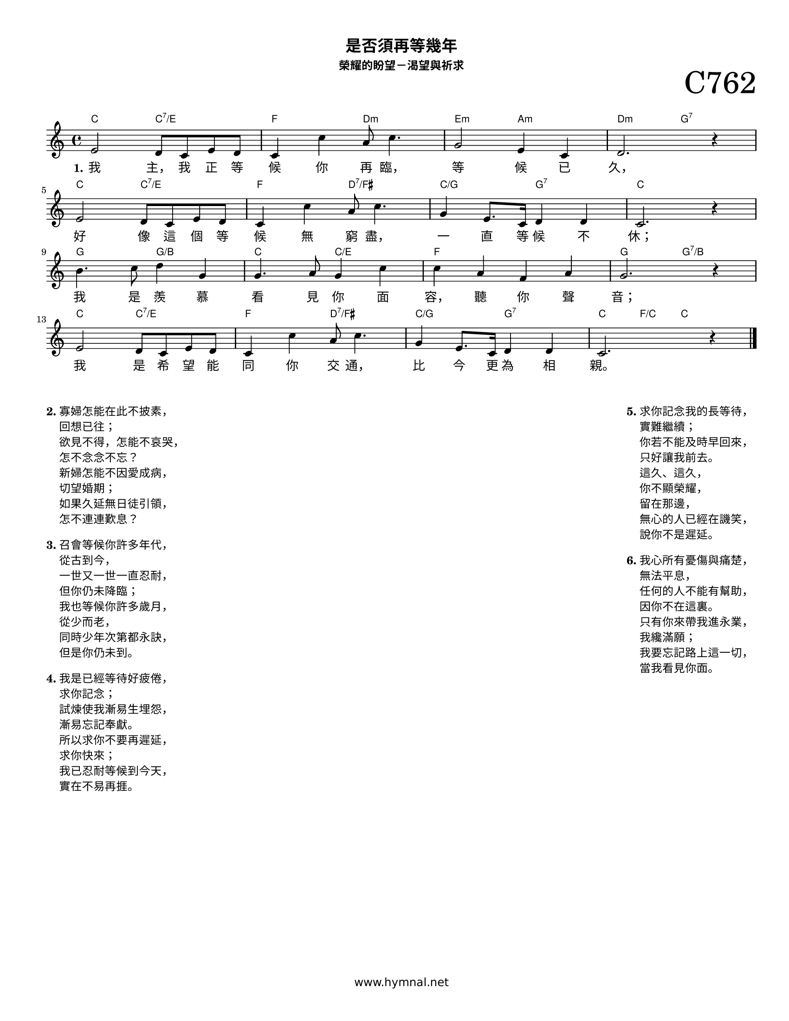 是否須再等幾年
榮耀的盼望－渴望與祈求
C762
C C7/E F Dm Em Am Dm G7
1. 我 主， 我 正 等 候 你 再 臨， 等 候 已 久，
5 C C7/E F D7/F♯ C/G G7 C
好 像 這 個 等 候 無 窮 盡， 一 直 等 候 不 休；
9 G G/B C C/E F G G7/B
我 是 羨 慕 看 見 你 面 容， 聽 你 聲 音；
13 C C7/E F D7/F♯ C/G G7 C F/C C
我 是 希 望 能 同 你 交 通， 比 今 更 為 相 親。
2. 寡婦怎能在此不披素，
回想已往；
欲見不得，怎能不哀哭，
怎不念念不忘？
新婦怎能不因愛成病，
切望婚期；
如果久延無日徒引領，
怎不連連歎息？
3. 召會等候你許多年代，
從古到今，
一世又一世一直忍耐，
但你仍未降臨；
我也等候你許多歲月，
從少而老，
同時少年次第都永訣，
但是你仍未到。
4. 我是已經等待好疲倦，
求你記念；
試煉使我漸易生埋怨，
漸易忘記奉獻。
所以求你不要再遲延，
求你快來；
我已忍耐等候到今天，
實在不易再捱。
5. 求你記念我的長等待，
實難繼續；
你若不能及時早回來，
只好讓我前去。
這久、這久，
你不顯榮耀，
留在那邊，
無心的人已經在譏笑，
說你不是遲延。
6. 我心所有憂傷與痛楚，
無法平息，
任何的人不能有幫助，
因你不在這裏。
只有你來帶我進永業，
我纔滿願；
我要忘記路上這一切，
當我看見你面。
www.hymnal.net